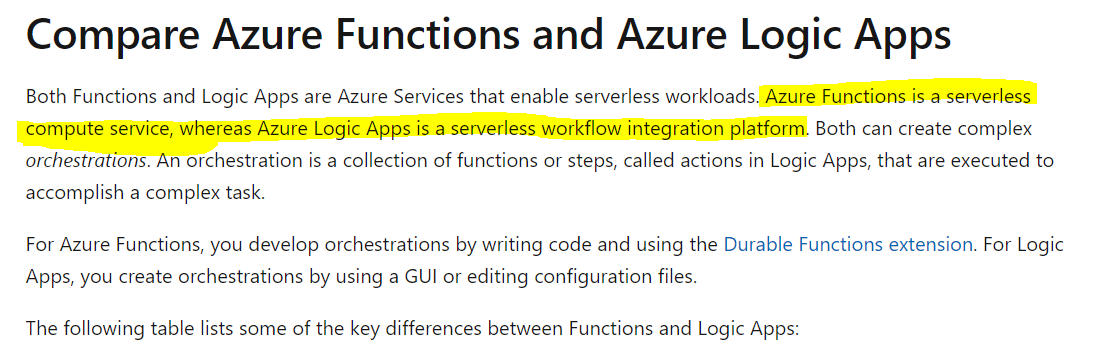 Compare Azure Functions and Azure Logic Apps
Both Functions and Logic Apps are Azure Services that enable serverless workloads. Azure Functions is a serverless
compute service, whereas Azure Logic Apps is a serverless workflow integration platform. Both can create complex
orchestrations. An orchestration is a collection of functions or steps, called actions in Logic Apps, that are executed to
accomplish a complex task.
For Azure Functions, you develop orchestrations by writing code and using the Durable Functions extension. For Logic
Apps, you create orchestrations by using a GUI or editing configuration files.
The following table lists some of the key differences between Functions and Logic Apps: